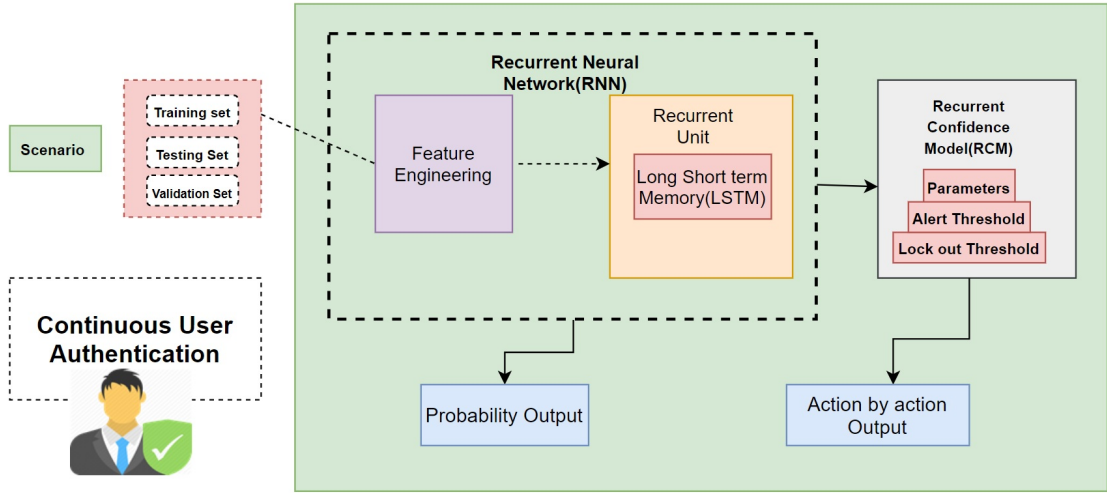 Scenario
Training set
Testing Set
Validation Set
Continuous User
Authentication
Recurrent Neural
Network(RNN)
Feature
Engineering
Recurrent
Unit
Long Short term
Memory(LSTM)
Recurrent
Confidence
Model(RCM)
Parameters
Alert Threshold
Lock out Threshold
Probability Output
Action by action
Output